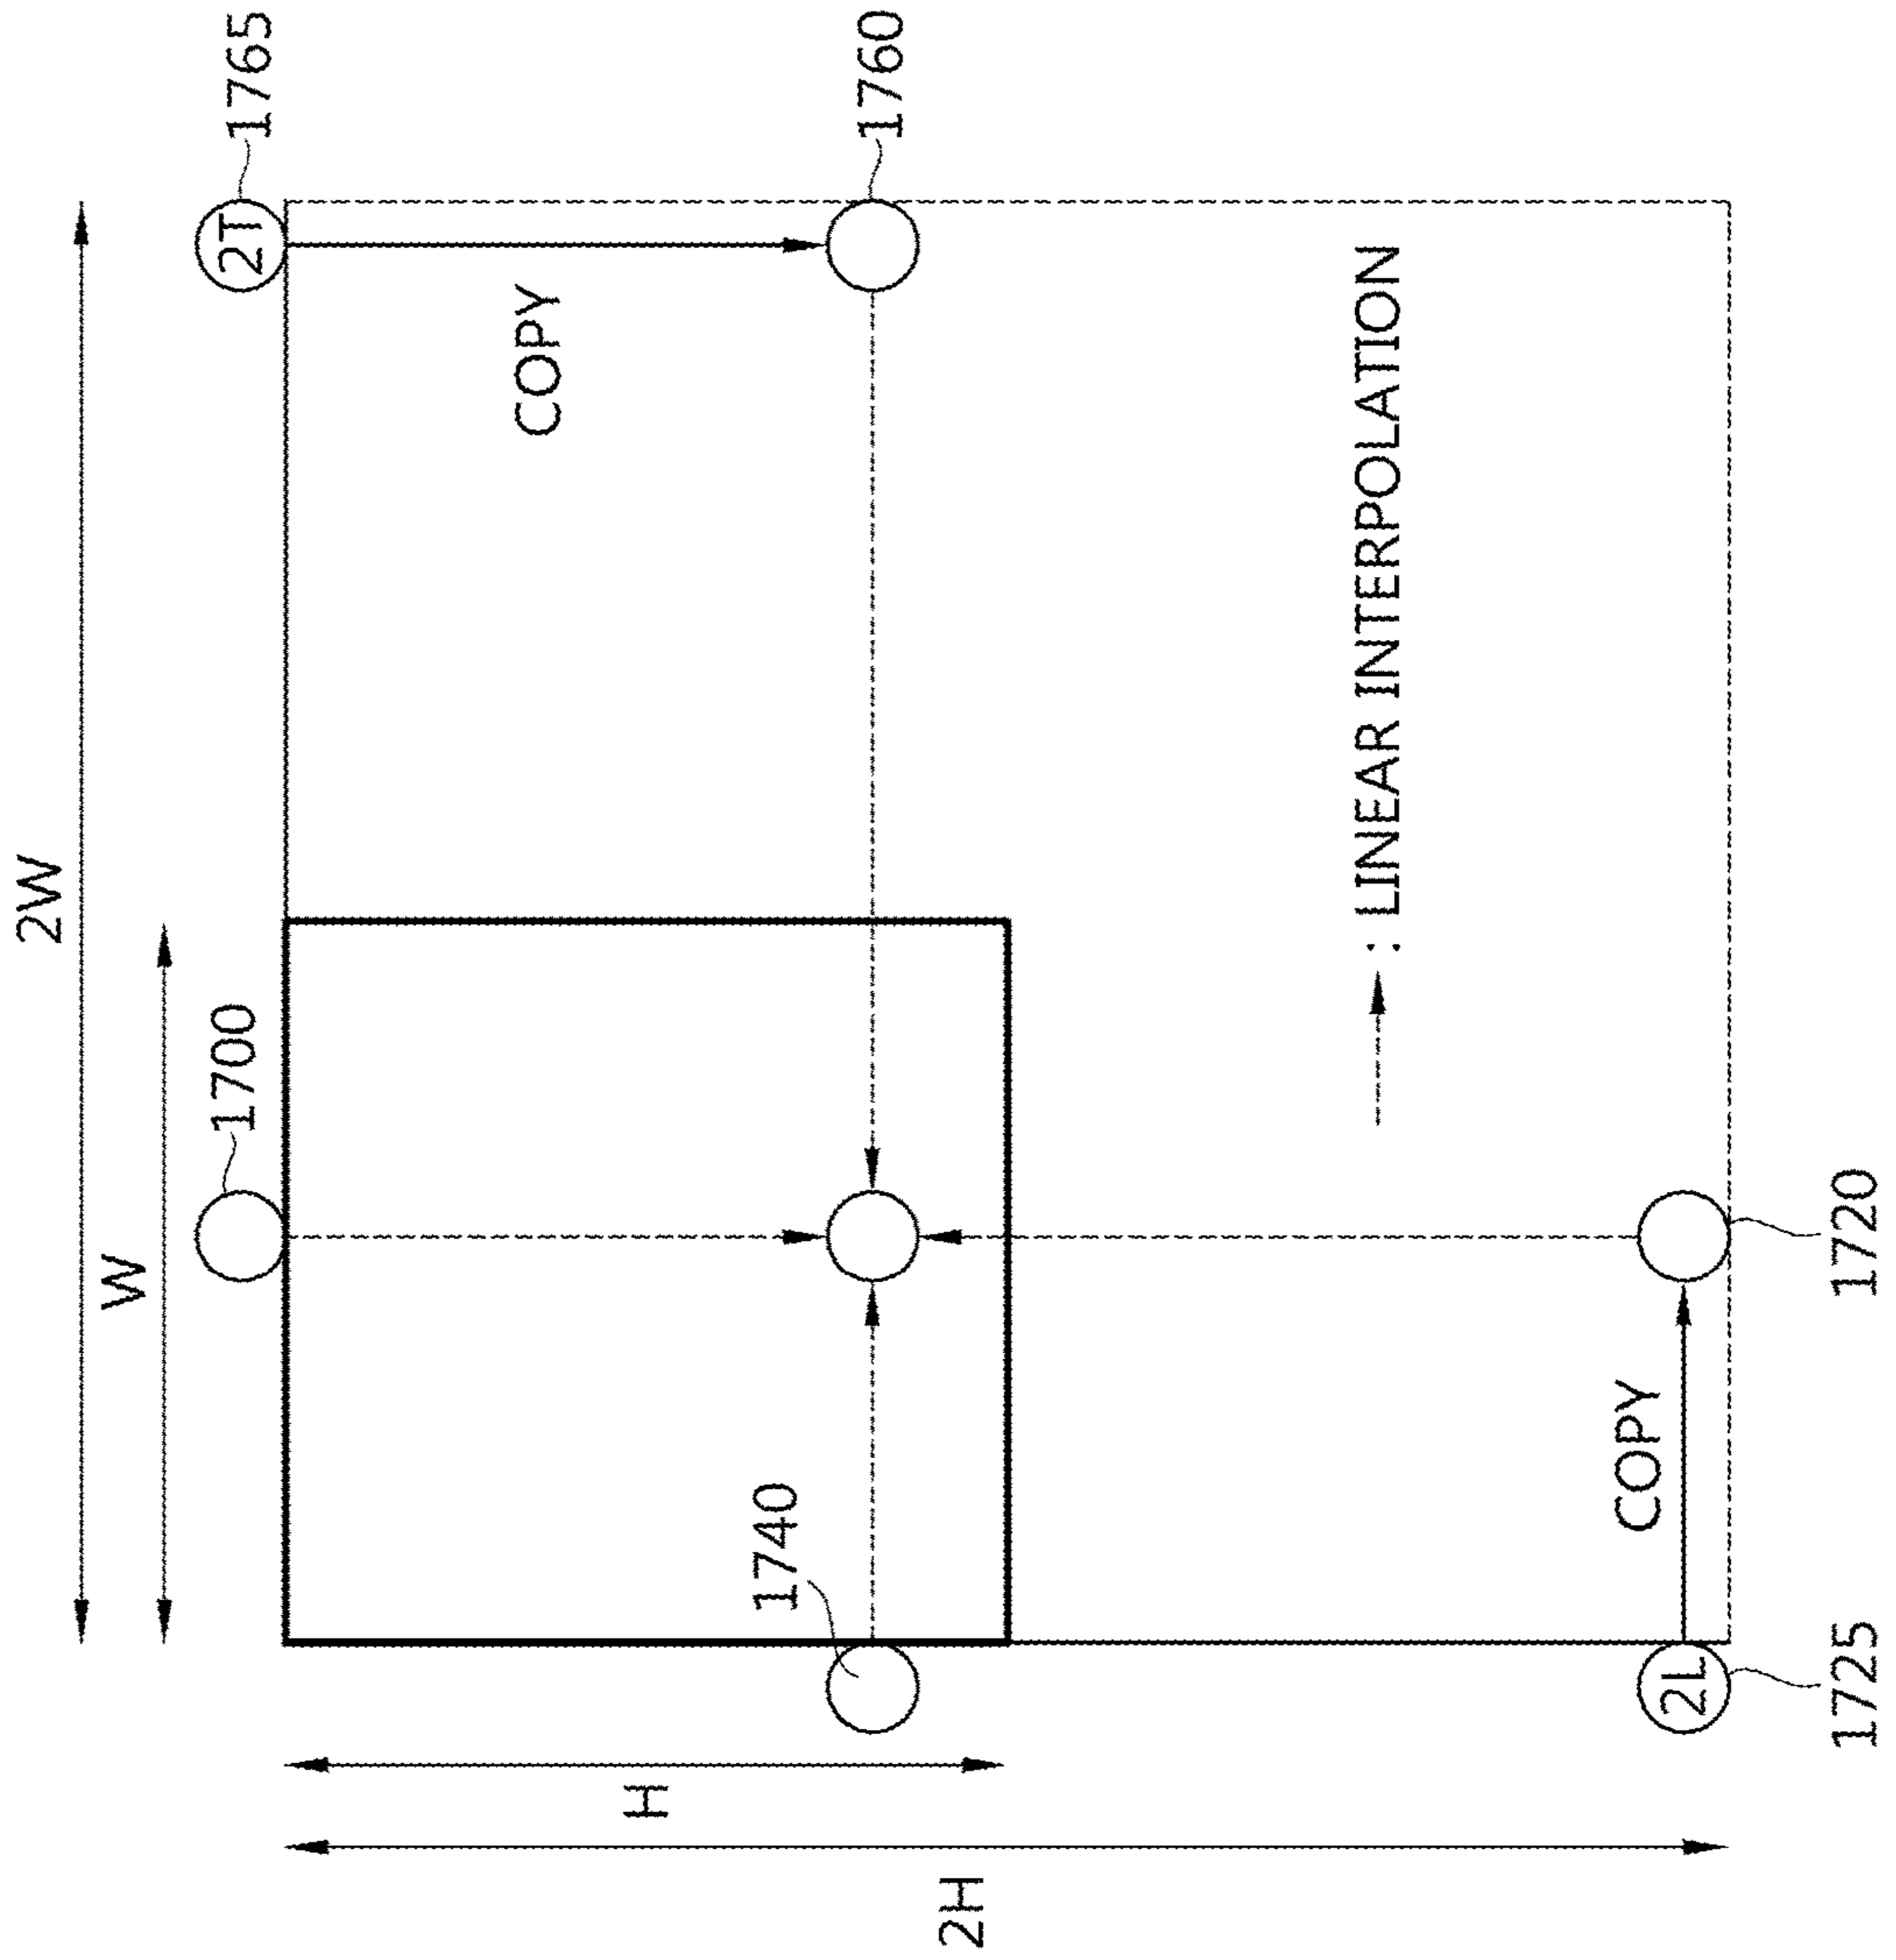 2W
W
1700
2T
1765
COPY
H
1740
1760
2H
: LINEAR INTERPOLATION
COPY
2L
1725
1720